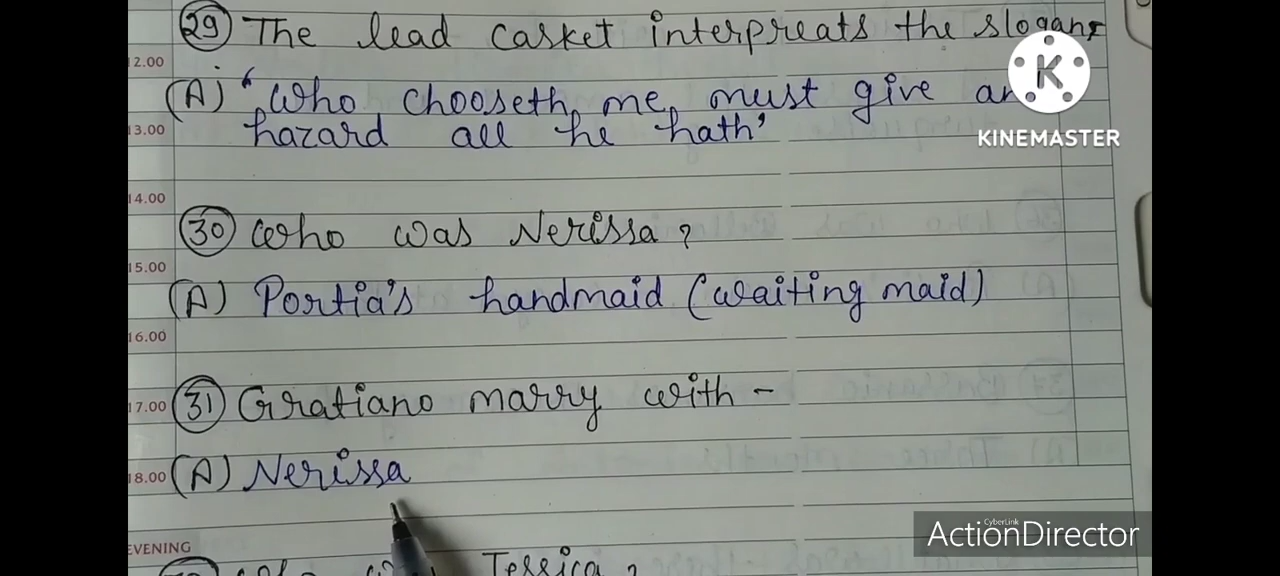 29 The lead casket interpreats the slogan,
12.00
(A) 'Who chooseth me must give an
13.00 hazard all he hath'
K
KINEMASTER
14.00
30 Who was Nerissa?
15.00
(A) Portia's handmaid (waiting maid)
16.00
17.00 31 Gratiano marry with -
18.00 (A) Nerissa
CyberLink
ActionDirector
EVENING
Jessica?